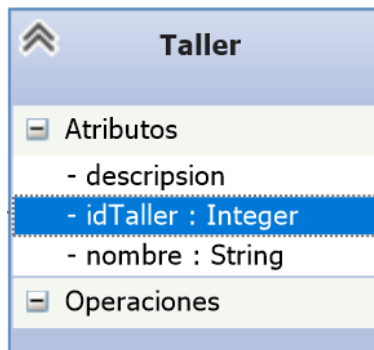 Taller
Atributos
- descripsion
- idTaller : Integer
- nombre : String
Operaciones